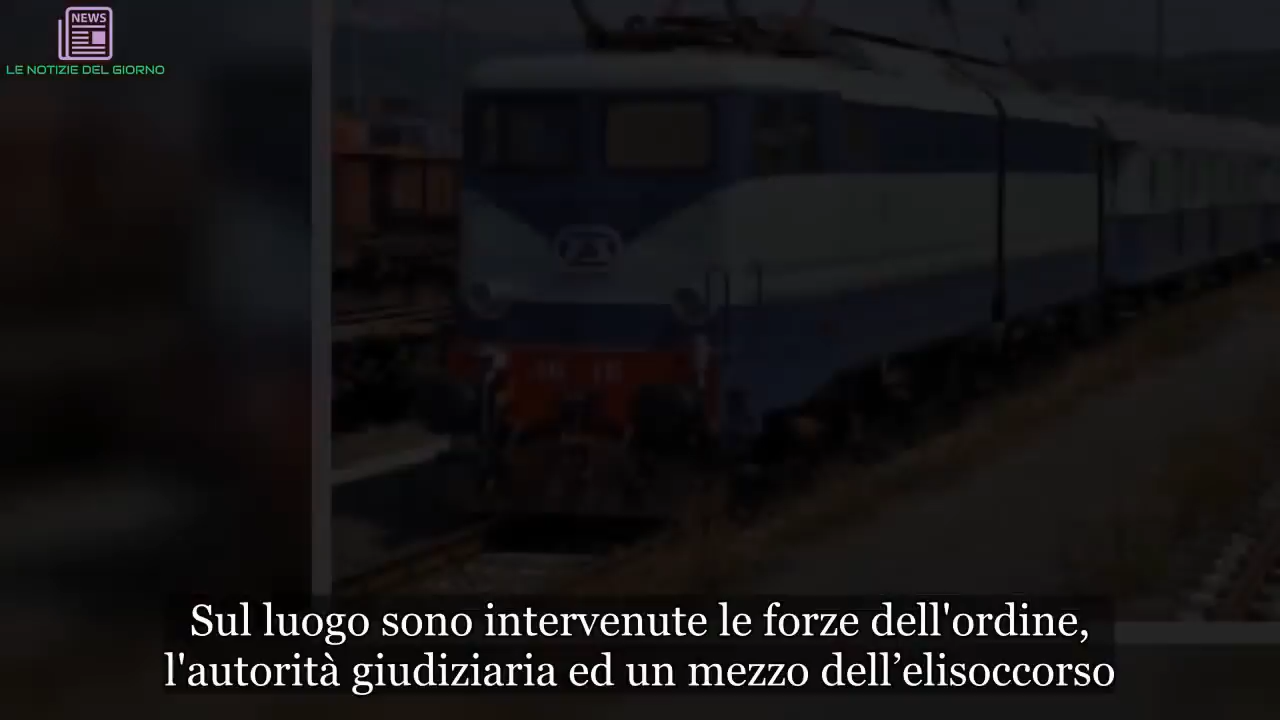 NEWS
LE NOTIZIE DEL GIORNO
Sul luogo sono intervenute le forze dell'ordine,
l'autorità giudiziaria ed un mezzo dell’elisoccorso